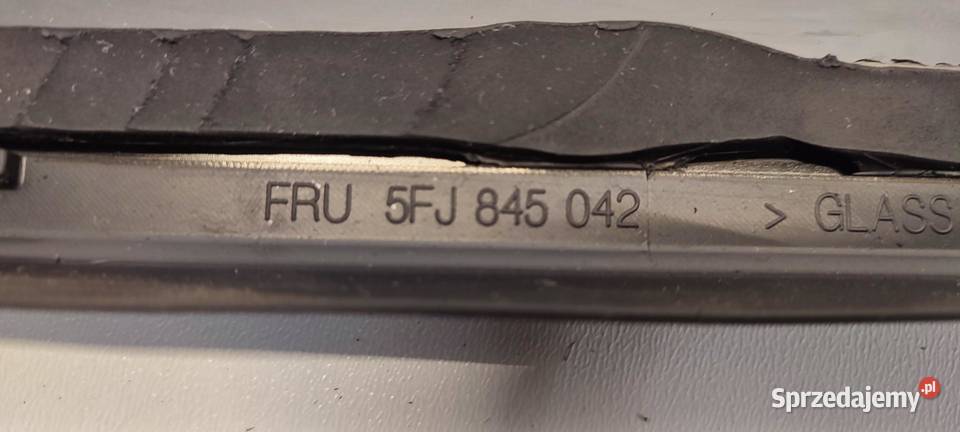 FRU 5FJ 845 042 > GLASS
Sprzedajemy.pl